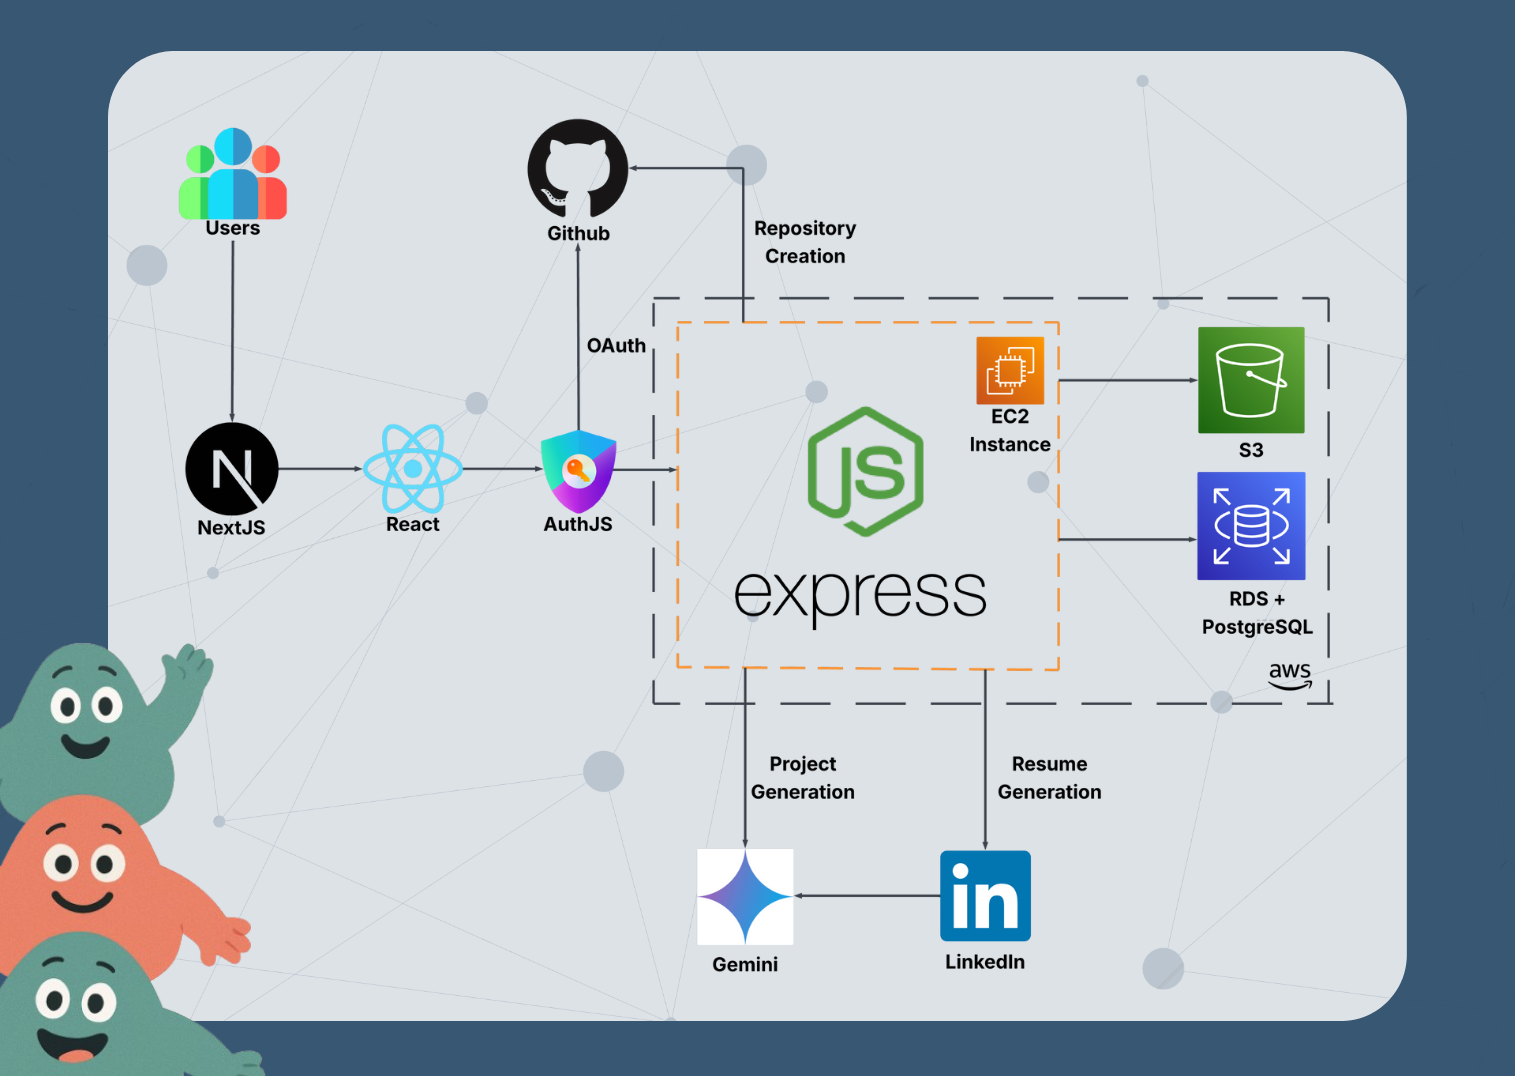 Users
Github
Repository
Creation
OAuth
EC2
Instance
S3
N
NextJS
React
AuthJS
JS
express
RDS +
PostgreSQL
aws
Project
Generation
Resume
Generation
in
Gemini
LinkedIn